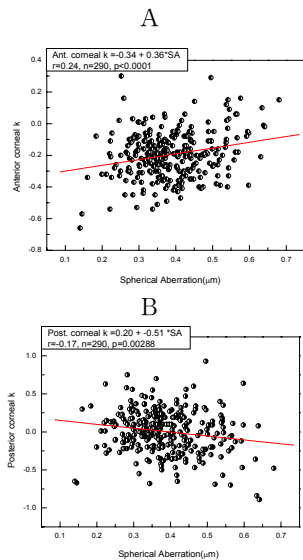 A
Ant. corneal k =-0.34 + 0.36*SA
r=0.24, n=290, p<0.0001
0.4
0.2
0.0
-0.2
-0.4
-0.6
-0.8
Anterior corneal k
0.1 0.2 0.3 0.4 0.5 0.6 0.7
Spherical Aberration(μm)
B
Post. corneal k =0.20 + -0.51 *SA
r=-0.17, n=290, p=0.00288
1.0
0.5
0.0
-0.5
-1.0
Posterior corneal k
0.1 0.2 0.3 0.4 0.5 0.6 0.7
Spherical Aberration(μm)